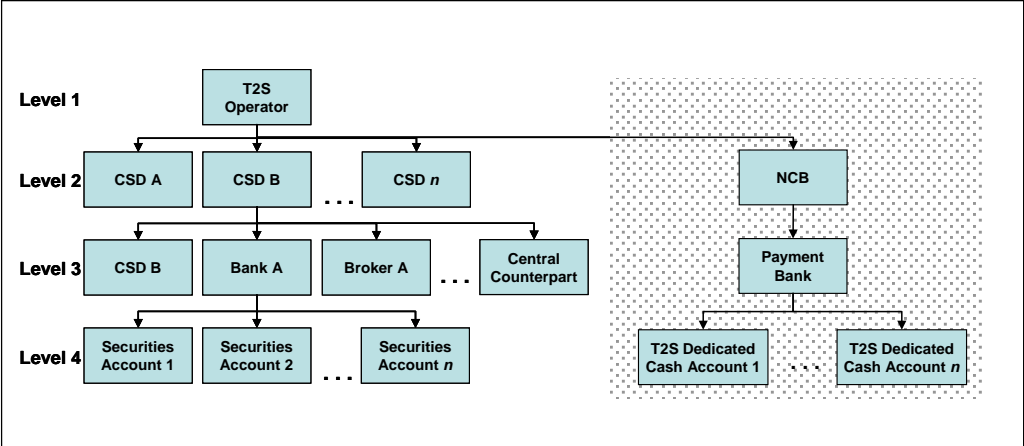 Level 1
T2S
Operator
Level 2
CSD A
CSD B
. . .
CSD n
NCB
Level 3
CSD B
Bank A
Broker A
. . .
Central
Counterpart
Payment
Bank
Level 4
Securities
Account 1
Securities
Account 2
. . .
Securities
Account n
T2S Dedicated
Cash Account 1
. . .
T2S Dedicated
Cash Account n